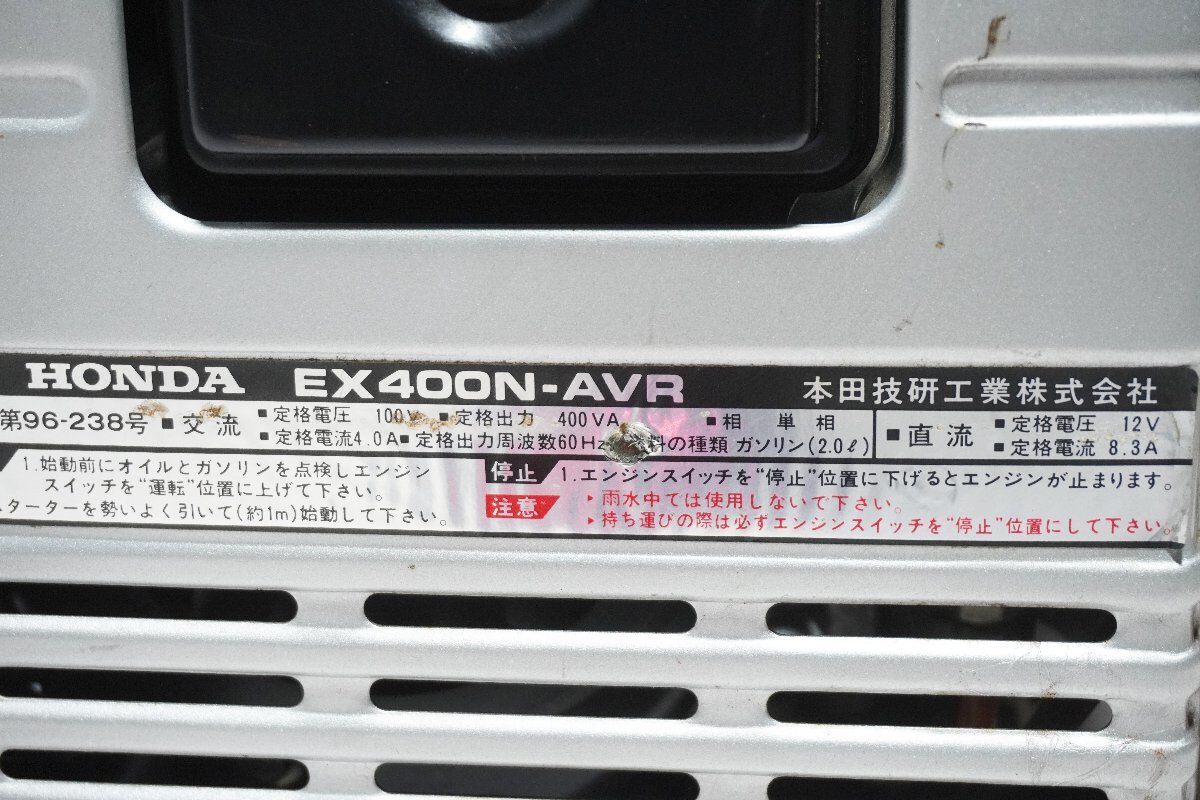 HONDA EX400N-AVR 本田技研工業株式会社
第96-238号 ■交流 ■定格電圧 100V ■定格出力 400VA ■相 単相
■定格電流4.0A ■定格出力周波数60Hz 料の種類 ガソリン(2.0ℓ)
■直流 ■定格電圧 12V
■定格電流 8.3A
1.始動前にオイルとガソリンを点検しエンジン
スイッチを“運転”位置に上げて下さい。
スターターを勢いよく引いて(約1m)始動して下さい。
停止 1.エンジンスイッチを“停止”位置に下げるとエンジンが止まります。
注意 ▸雨水中では使用しないで下さい。
▸持ち運びの際は必ずエンジンスイッチを“停止”位置にして下さい。